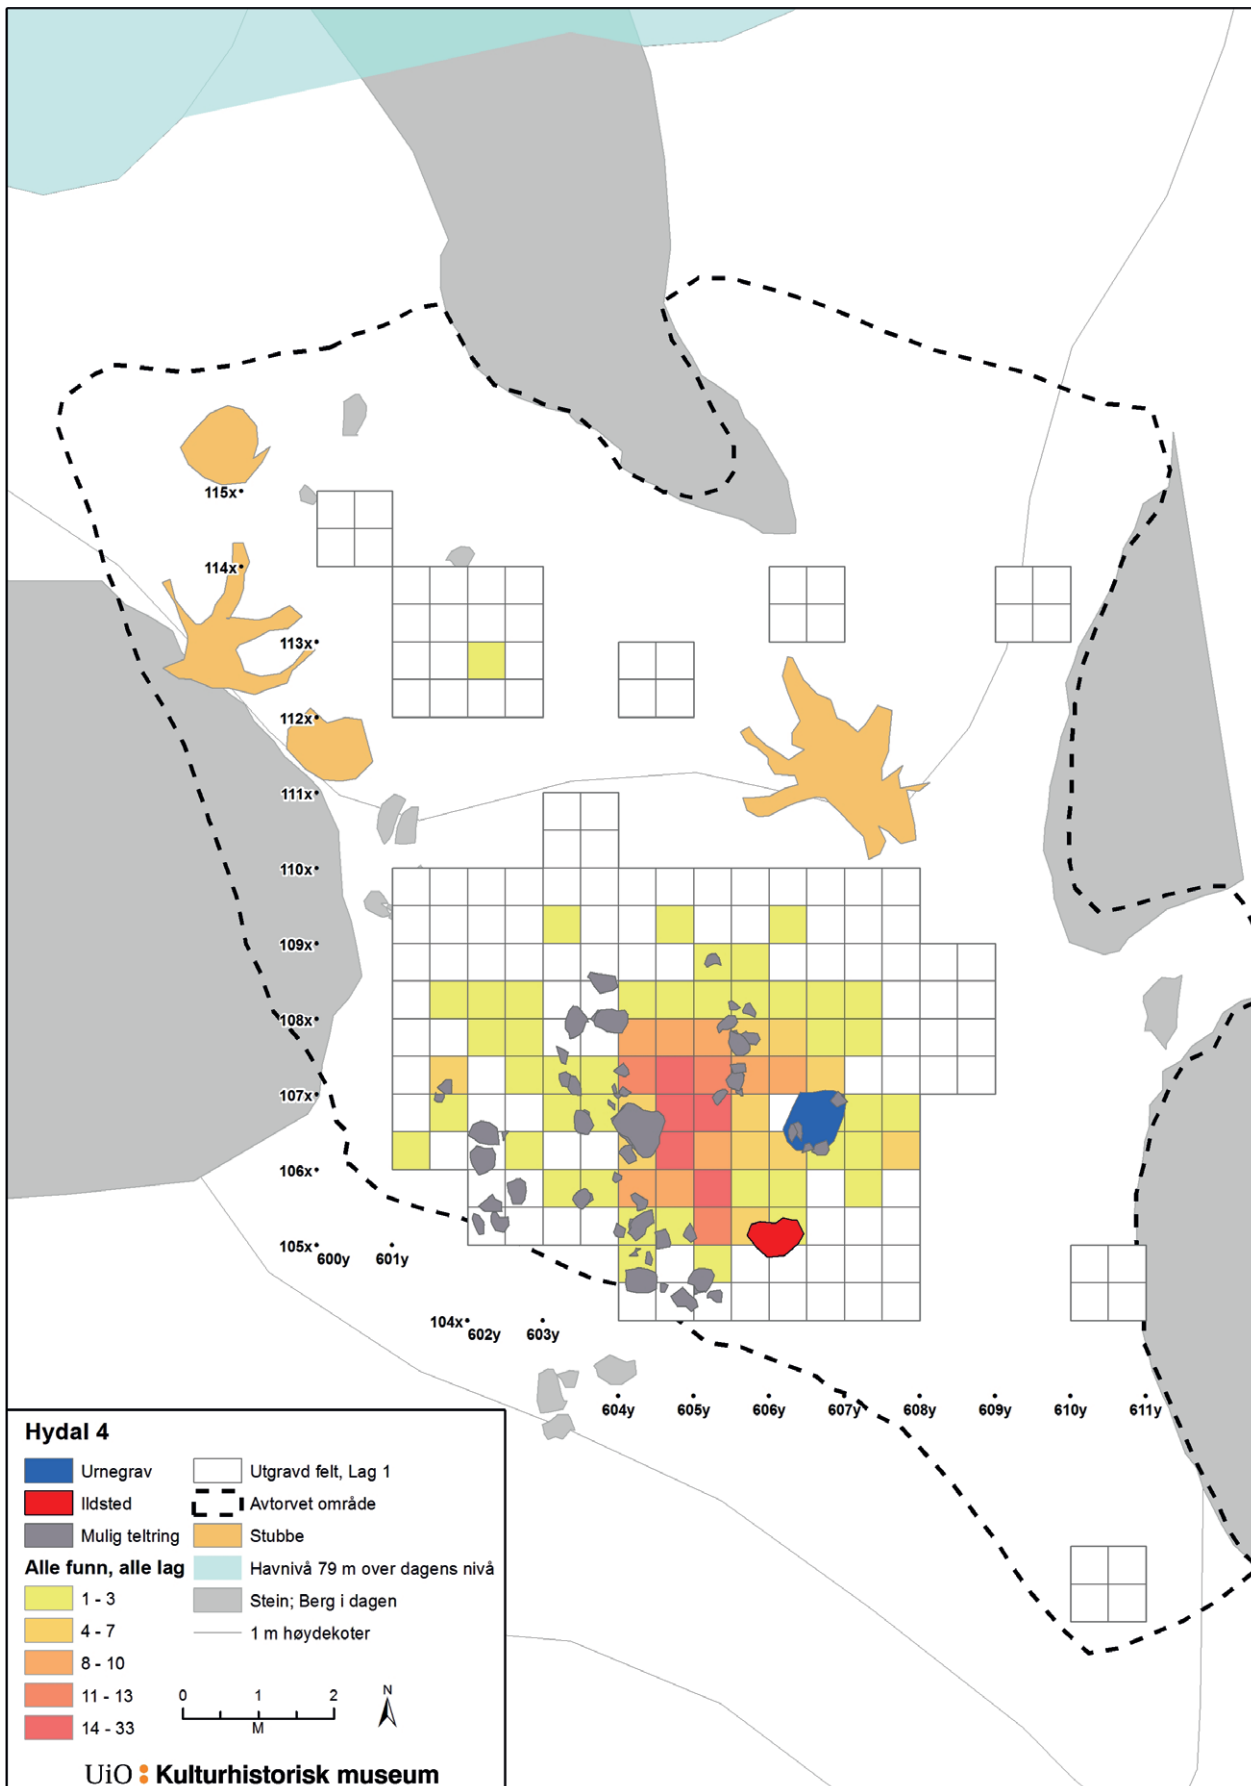 115x
114x
113x
112x
111x
110x
109x
108x
107x
106x
105x
600y 601y
104x
602y 603y
604y 605y 606y 607y 608y 609y 610y 611y
Hydal 4
Urnegrav
Ildsted
Mulig teltring
Alle funn, alle lag
1 - 3
4 - 7
8 - 10
11 - 13
14 - 33
Utgravd felt, Lag 1
Avtorvet område
Stubbe
Havnivå 79 m over dagens nivå
Stein; Berg i dagen
1 m høydekoter
0 1 2
M
N
UiO Kulturhistorisk museum